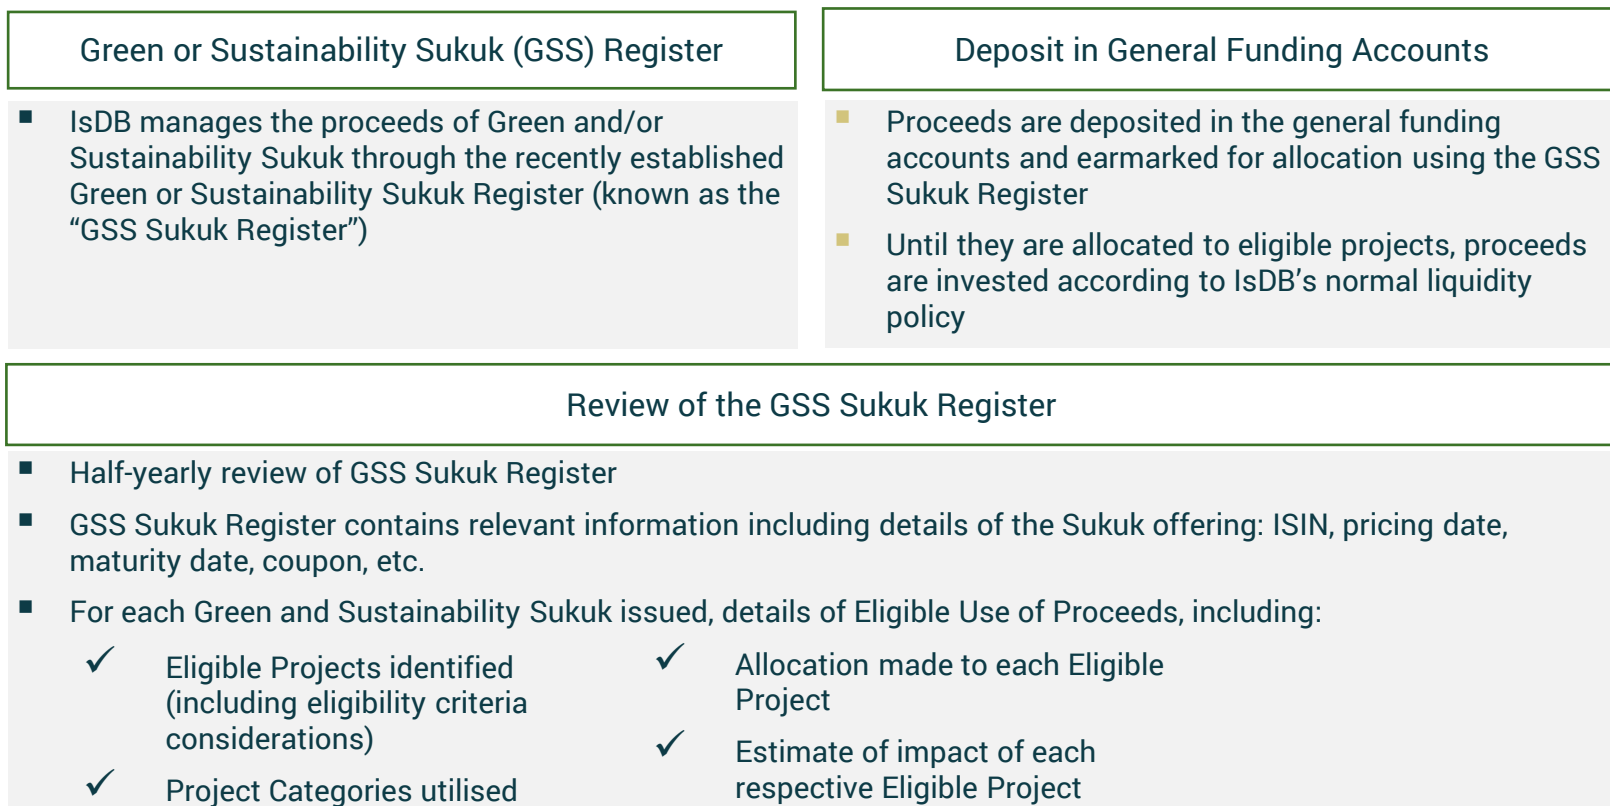 Green or Sustainability Sukuk (GSS) Register
■ IsDB manages the proceeds of Green and/or
Sustainability Sukuk through the recently established
Green or Sustainability Sukuk Register (known as the
“GSS Sukuk Register”)
Deposit in General Funding Accounts
■ Proceeds are deposited in the general funding
accounts and earmarked for allocation using the GSS
Sukuk Register
■ Until they are allocated to eligible projects, proceeds
are invested according to IsDB’s normal liquidity
policy
Review of the GSS Sukuk Register
■ Half-yearly review of GSS Sukuk Register
■ GSS Sukuk Register contains relevant information including details of the Sukuk offering: ISIN, pricing date,
maturity date, coupon, etc.
■ For each Green and Sustainability Sukuk issued, details of Eligible Use of Proceeds, including:
✓ Eligible Projects identified
(including eligibility criteria
considerations)
✓ Project Categories utilised
✓ Allocation made to each Eligible
Project
✓ Estimate of impact of each
respective Eligible Project